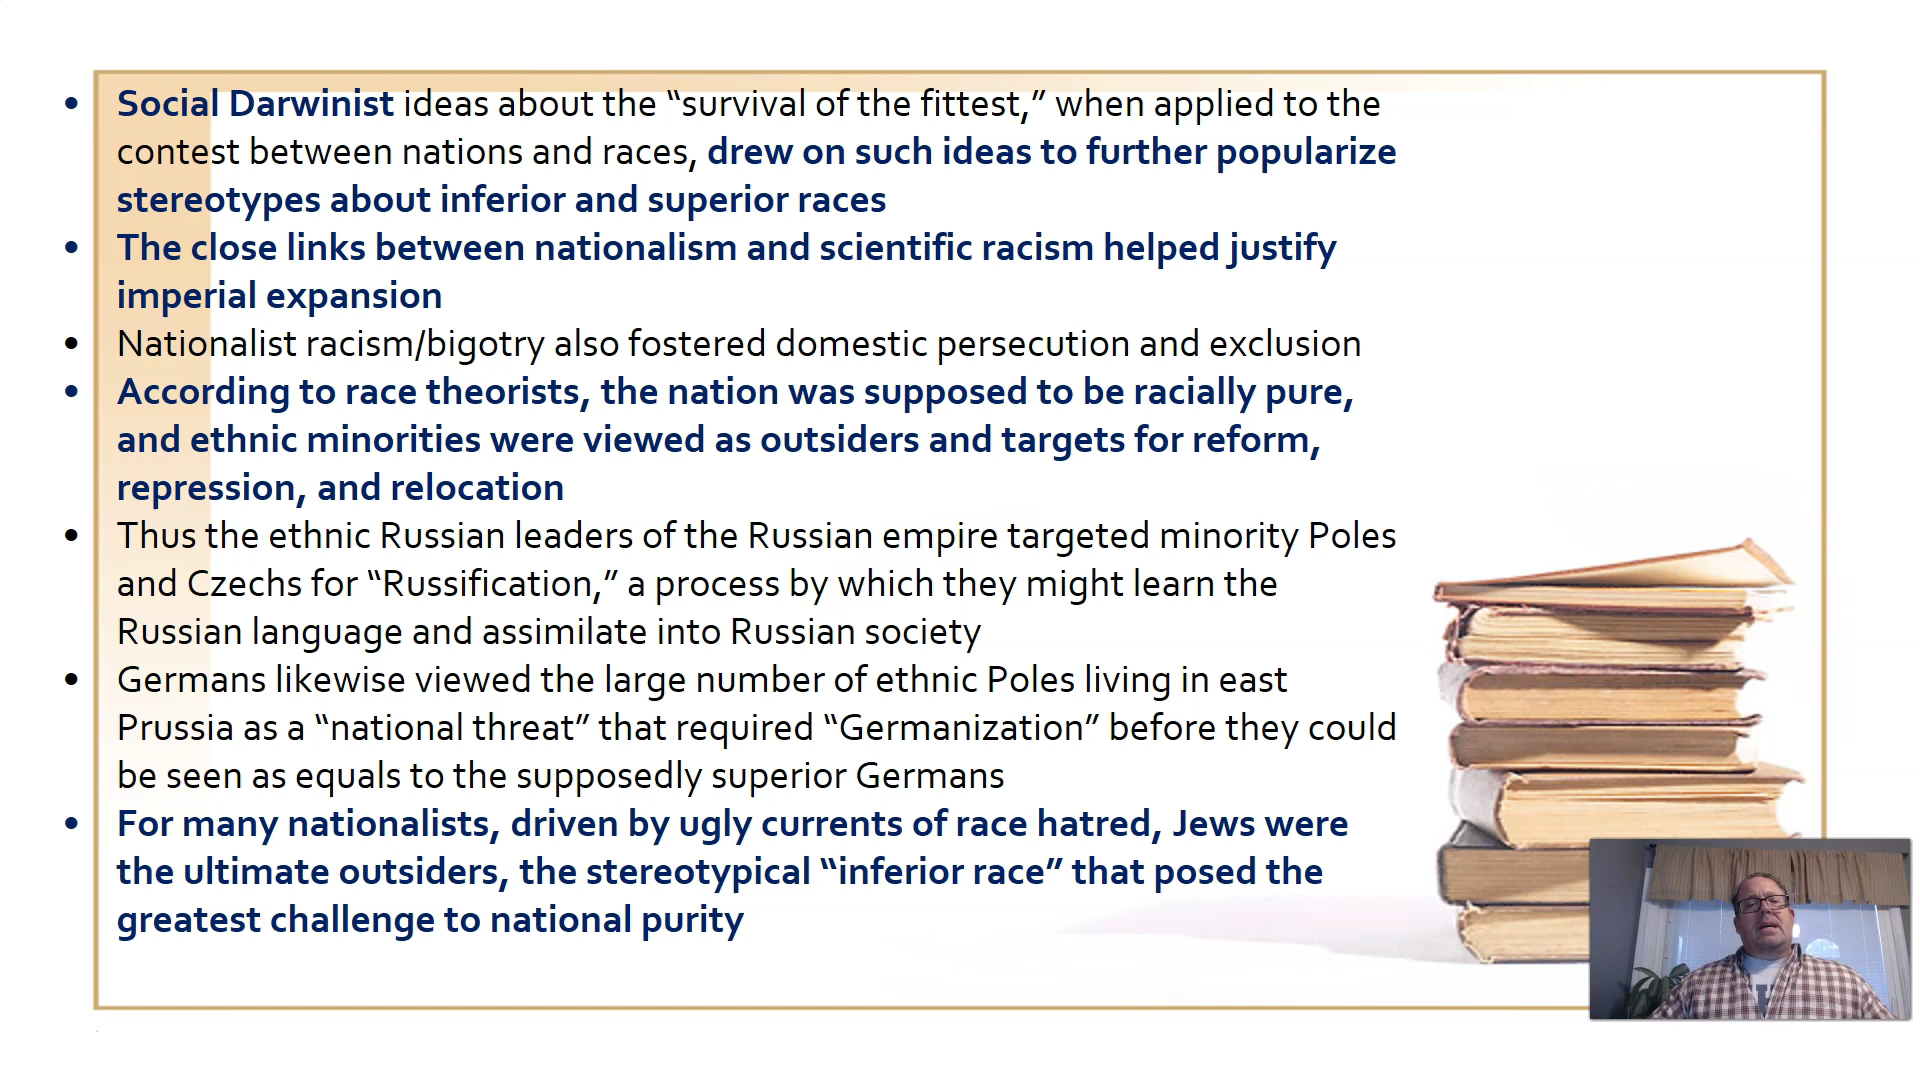 • Social Darwinist ideas about the “survival of the fittest,” when applied to the
contest between nations and races, drew on such ideas to further popularize
stereotypes about inferior and superior races
• The close links between nationalism and scientific racism helped justify
imperial expansion
• Nationalist racism/bigotry also fostered domestic persecution and exclusion
• According to race theorists, the nation was supposed to be racially pure,
and ethnic minorities were viewed as outsiders and targets for reform,
repression, and relocation
• Thus the ethnic Russian leaders of the Russian empire targeted minority Poles
and Czechs for “Russification,” a process by which they might learn the
Russian language and assimilate into Russian society
• Germans likewise viewed the large number of ethnic Poles living in east
Prussia as a “national threat” that required “Germanization” before they could
be seen as equals to the supposedly superior Germans
• For many nationalists, driven by ugly currents of race hatred, Jews were
the ultimate outsiders, the stereotypical “inferior race” that posed the
greatest challenge to national purity